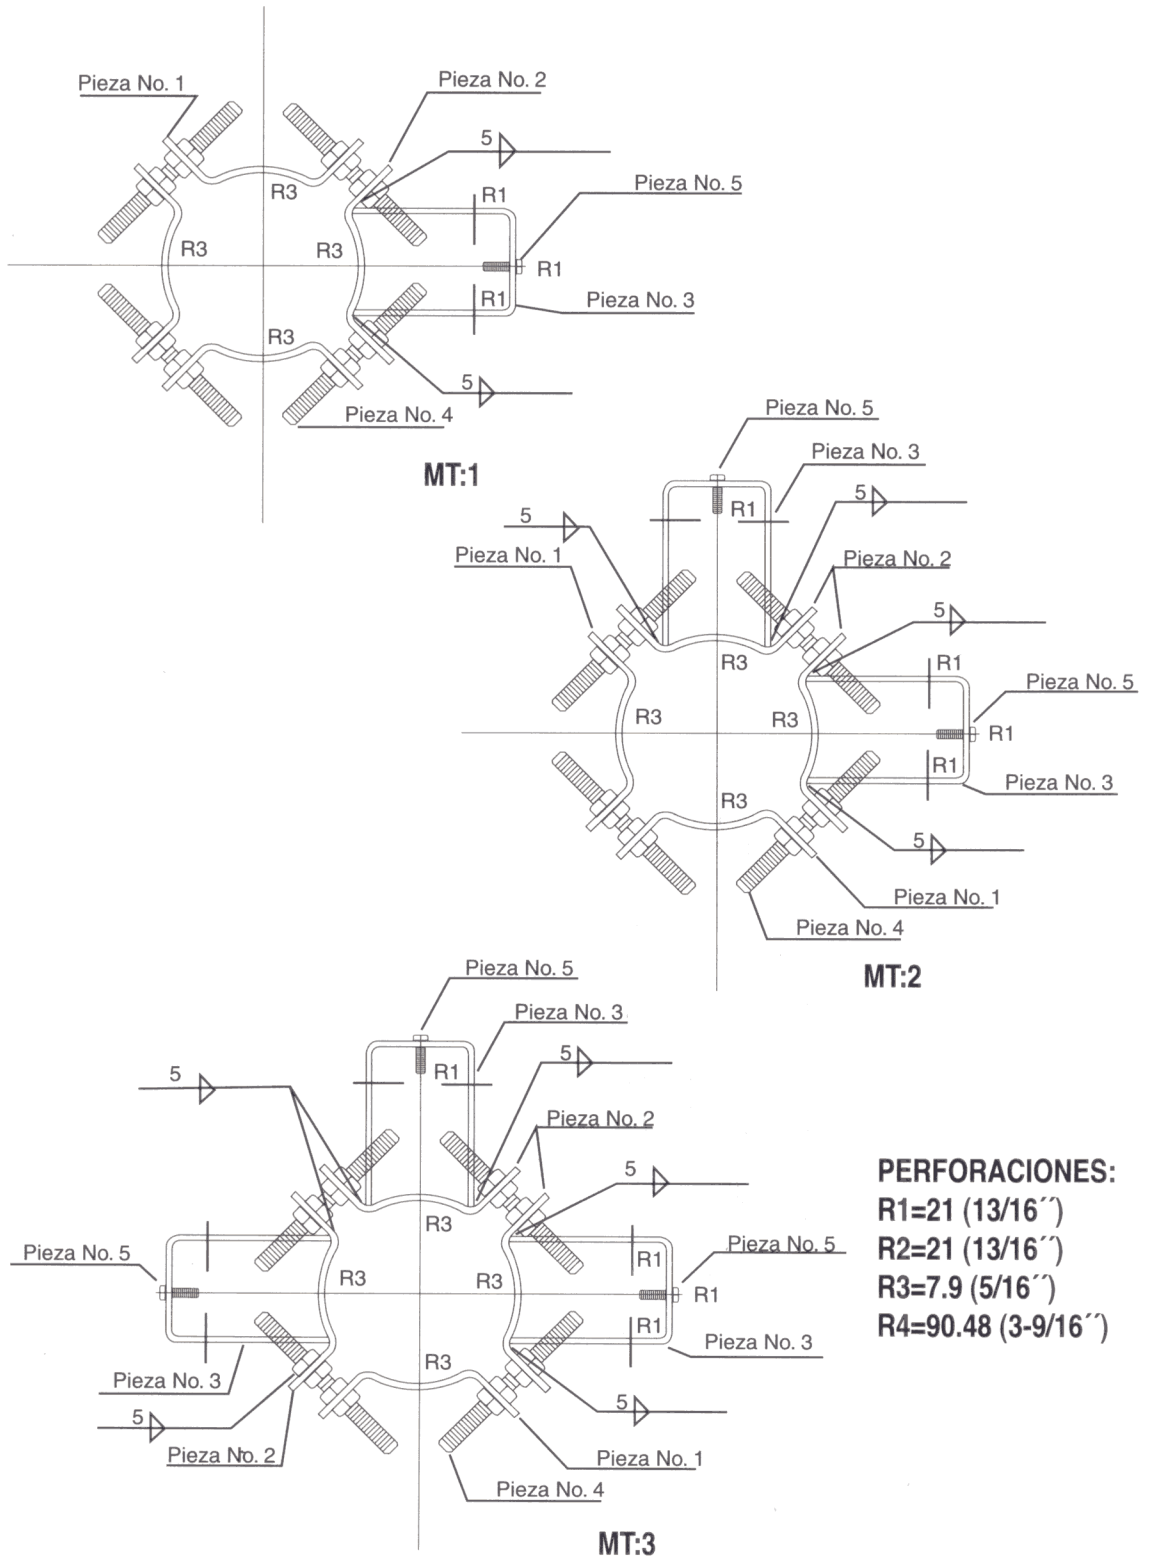 Pieza No. 1
Pieza No. 2
5
Pieza No. 5
R3
R1
R3
R3
R1
R1
Pieza No. 3
R3
5
Pieza No. 4
MT:1
Pieza No. 5
Pieza No. 3
5
R1
5
Pieza No. 1
Pieza No. 2
5
R3
R1
Pieza No. 5
R3
R3
R1
R1
Pieza No. 3
R3
5
Pieza No. 1
Pieza No. 4
MT:2
Pieza No. 5
Pieza No. 3
5
R1
5
Pieza No. 2
5
R3
Pieza No. 5
R1
Pieza No. 5
R3
R3
R1
R1
Pieza No. 3
R3
Pieza No. 3
5
5
Pieza No. 2
Pieza No. 1
Pieza No. 4
MT:3
PERFORACIONES:
R1=21 (13/16´´)
R2=21 (13/16´´)
R3=7.9 (5/16´´)
R4=90.48 (3-9/16´´)